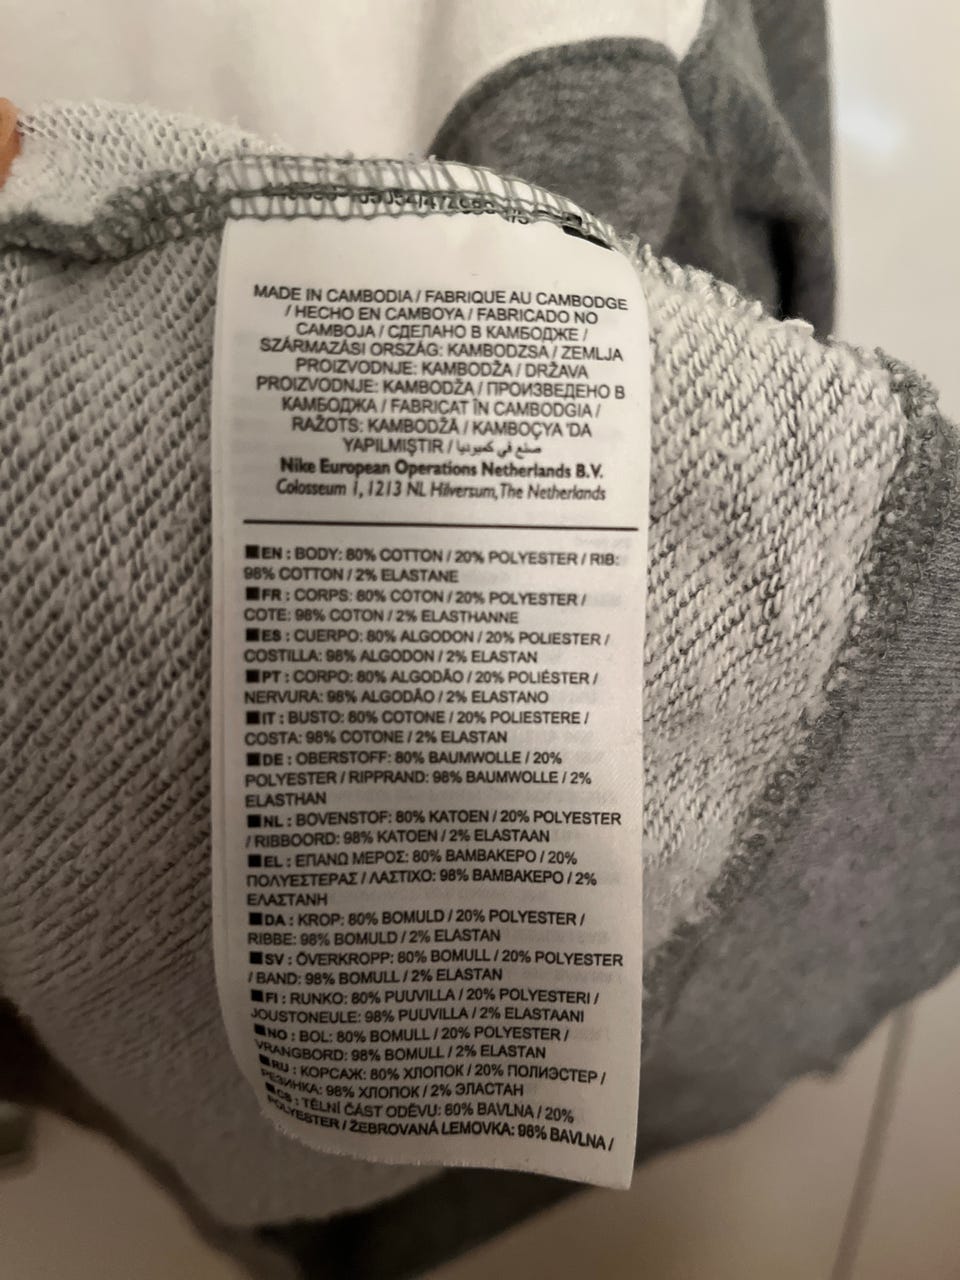 MADE IN CAMBODIA / FABRIQUE AU CAMBODGE
/ HECHO EN CAMBOYA / FABRICADO NO
CAMBOJA / СДЕЛАНО В КАМБОДЖЕ /
SZÁRMAZÁSI ORSZÁG: KAMBODZSA / ZEMLJA
PROIZVODNJE: KAMBODŽA / DRŽAVA
PROIZVODNJE: KAMBODŽA / ПРОИЗВЕДЕНО В
КАМБОДЖА / FABRICAT ÎN CAMBODGIA /
RAŽOTS: KAMBODŽĀ / KAMBOÇYA 'DA
YAPILMIŞTIR / صنع في كمبوديا
Nike European Operations Netherlands B.V.
Colosseum 1, 1213 NL Hilversum, The Netherlands
EN : BODY: 80% COTTON / 20% POLYESTER / RIB:
98% COTTON / 2% ELASTANE
FR : CORPS: 80% COTON / 20% POLYESTER /
COTE: 98% COTON / 2% ELASTHANNE
ES : CUERPO: 80% ALGODON / 20% POLIESTER /
COSTILLA: 98% ALGODON / 2% ELASTAN
PT : CORPO: 80% ALGODÃO / 20% POLIÉSTER /
NERVURA: 98% ALGODÃO / 2% ELASTANO
IT : BUSTO: 80% COTONE / 20% POLIESTERE /
COSTA: 98% COTONE / 2% ELASTAN
DE : OBERSTOFF: 80% BAUMWOLLE / 20%
POLYESTER / RIPPRAND: 98% BAUMWOLLE / 2%
ELASTHAN
NL : BOVENSTOF: 80% KATOEN / 20% POLYESTER
/ RIBBOORD: 98% KATOEN / 2% ELASTAAN
EL : ΕΠΑΝΩ ΜΕΡΟΣ: 80% ΒΑΜΒΑΚΕΡΟ / 20%
ΠΟΛΥΕΣΤΕΡΑΣ / ΛΑΣΤΙΧΟ: 98% ΒΑΜΒΑΚΕΡΟ / 2%
ΕΛΑΣΤΑΝΗ
DA : KROP: 80% BOMULD / 20% POLYESTER /
RIBBE: 98% BOMULD / 2% ELASTAN
SV : ÖVERKROPP: 80% BOMULL / 20% POLYESTER
/ BAND: 98% BOMULL / 2% ELASTAN
FI : RUNKO: 80% PUUVILLA / 20% POLYESTERI /
JOUSTONEULE: 98% PUUVILLA / 2% ELASTAANI
NO : BOL: 80% BOMULL / 20% POLYESTER /
VRANGBORD: 98% BOMULL / 2% ELASTAN
RU : КОРСАЖ: 80% ХЛОПОК / 20% ПОЛИЭСТЕР /
РЕЗИНКА: 98% ХЛОПОК / 2% ЭЛАСТАН
CS : TĚLNÍ ČÁST ODĚVU: 80% BAVLNA / 20%
POLYESTER / ŽEBROVANÁ LEMOVKA: 98% BAVLNA /